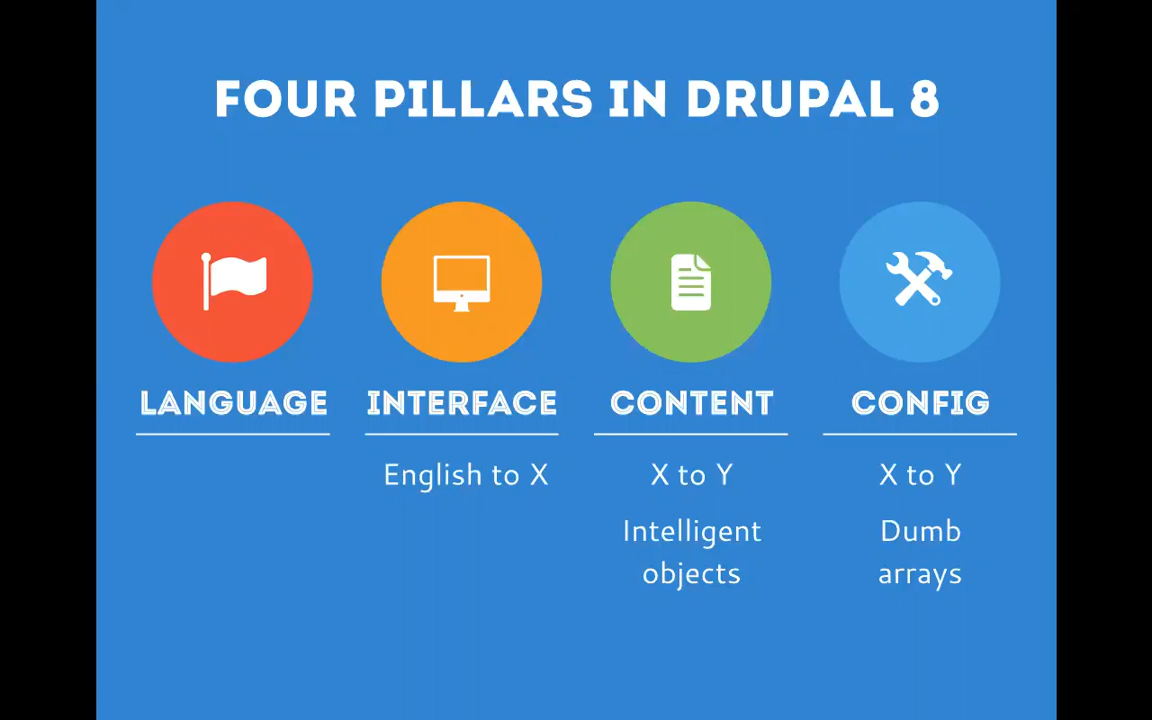 FOUR PILLARS IN DRUPAL 8
LANGUAGE
INTERFACE
English to X
CONTENT
X to Y
Intelligent
objects
CONFIG
X to Y
Dumb
arrays